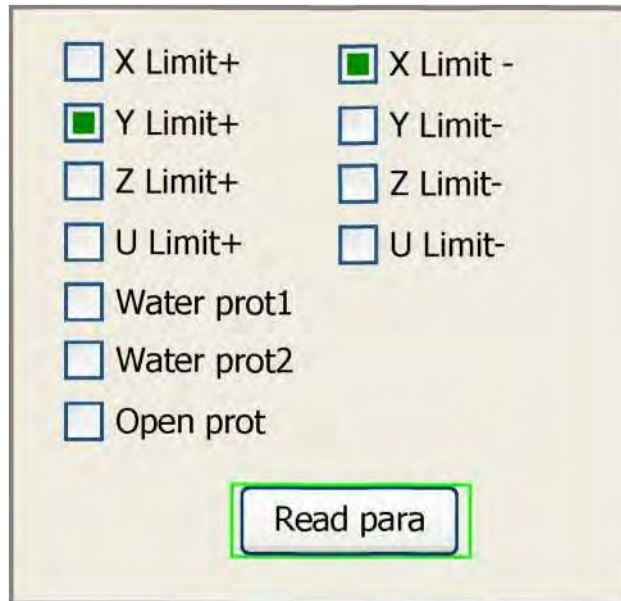 X Limit+ X Limit -
Y Limit+ Y Limit-
Z Limit+ Z Limit-
U Limit+ U Limit-
Water prot1
Water prot2
Open prot
Read para